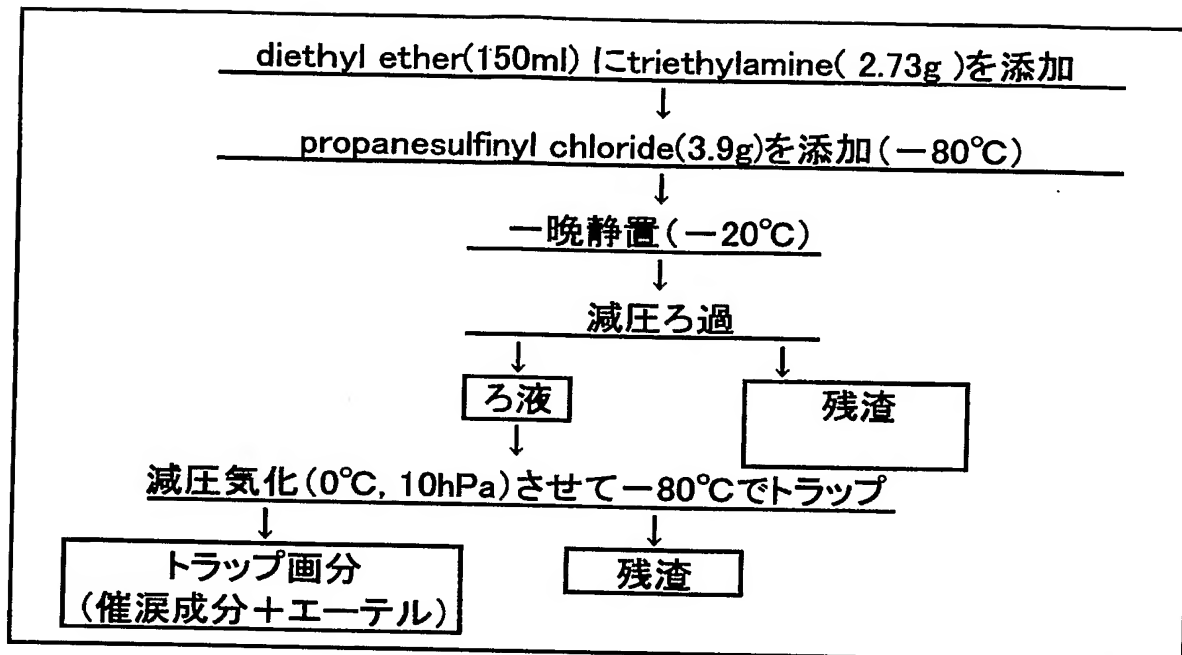 diethyl ether(150ml) にtriethylamine( 2.73g )を添加
↓
propanesulfinyl chloride(3.9g)を添加(－80℃)
↓
一晩静置(－20℃)
↓
減圧ろ過
↓ ↓
ろ液 残渣
↓
減圧気化(0℃, 10hPa)させて－80℃でトラップ
↓ ↓
トラップ画分 残渣
(催涙成分＋エーテル)